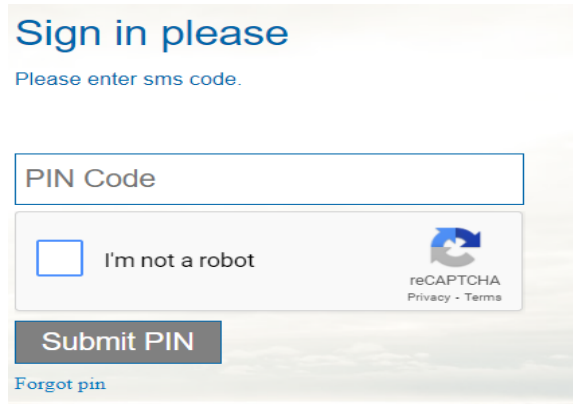 Sign in please
Please enter sms code.
PIN Code
I'm not a robot
reCAPTCHA
Privacy - Terms
Submit PIN
Forgot pin